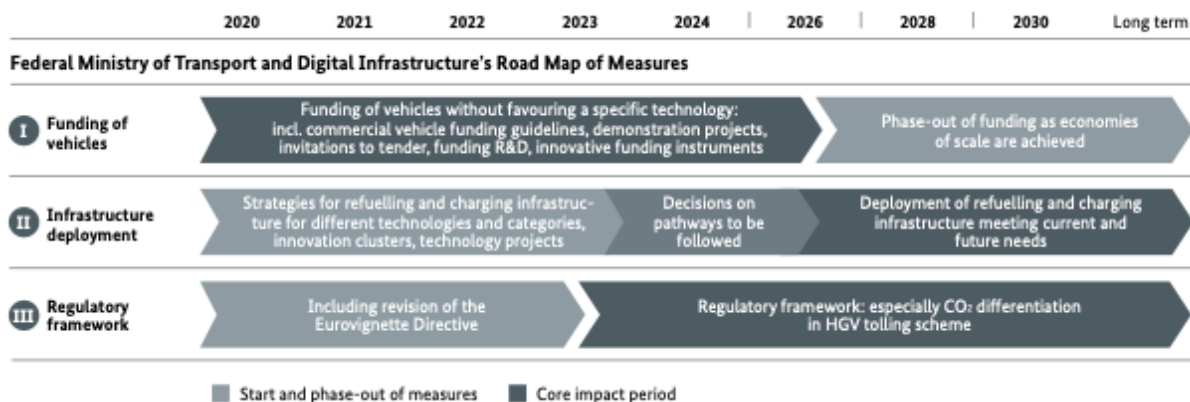 2020 2021 2022 2023 2024 2026 2028 2030 Long term
Federal Ministry of Transport and Digital Infrastructure's Road Map of Measures
I Funding of
vehicles
Funding of vehicles without favouring a specific technology:
incl. commercial vehicle funding guidelines, demonstration projects,
invitations to tender, funding R&D, innovative funding instruments
Phase-out of funding as economies
of scale are achieved
II Infrastructure
deployment
Strategies for refuelling and charging infrastruc-
ture for different technologies and categories,
innovation clusters, technology projects
Decisions on
pathways to be
followed
Deployment of refuelling and charging
infrastructure meeting current and
future needs
III Regulatory
framework
Including revision of the
Eurovignette Directive
Regulatory framework: especially CO₂ differentiation
in HGV tolling scheme
Start and phase-out of measures Core impact period